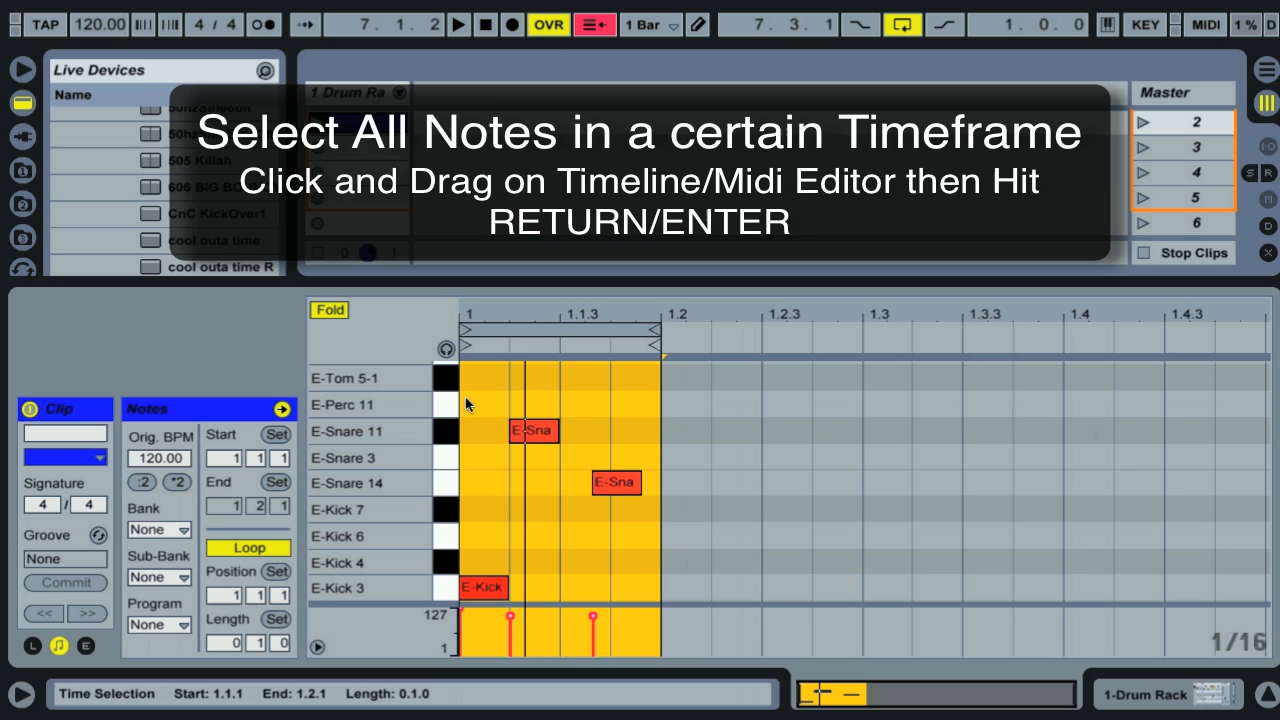 TAP 120.00 4 / 4 7. 1. 2 OVR 1 Bar 7. 3. 1 1. 0. 0 KEY MIDI 1 % D
Live Devices
Name
1 Drum Ra
Master
Select All Notes in a certain Timeframe
Click and Drag on Timeline/Midi Editor then Hit
RETURN/ENTER
505 Killah
CnC KickOver1
cool outa time
cool outa time R
0 1
2
3
4
5
6
Stop Clips
S R
D
X
Fold
1 1.1.3 1.2 1.2.3 1.3 1.3.3 1.4 1.4.3
E-Tom 5-1
E-Perc 11
E-Snare 11
E-Snare 3
E-Snare 14
E-Kick 7
E-Kick 6
E-Kick 4
E-Kick 3
E-Sna
E-Sna
E-Kick
127
1
1/16
Clip
Signature
4 / 4
Groove
None
Commit
<< >>
L E
Notes
Orig. BPM
120.00
:2 *2
Bank
None
Sub-Bank
None
Program
None
Start Set
1 1 1
End Set
1 2 1
Loop
Position Set
1 1 1
Length Set
0 1 0
Time Selection Start: 1.1.1 End: 1.2.1 Length: 0.1.0
1-Drum Rack